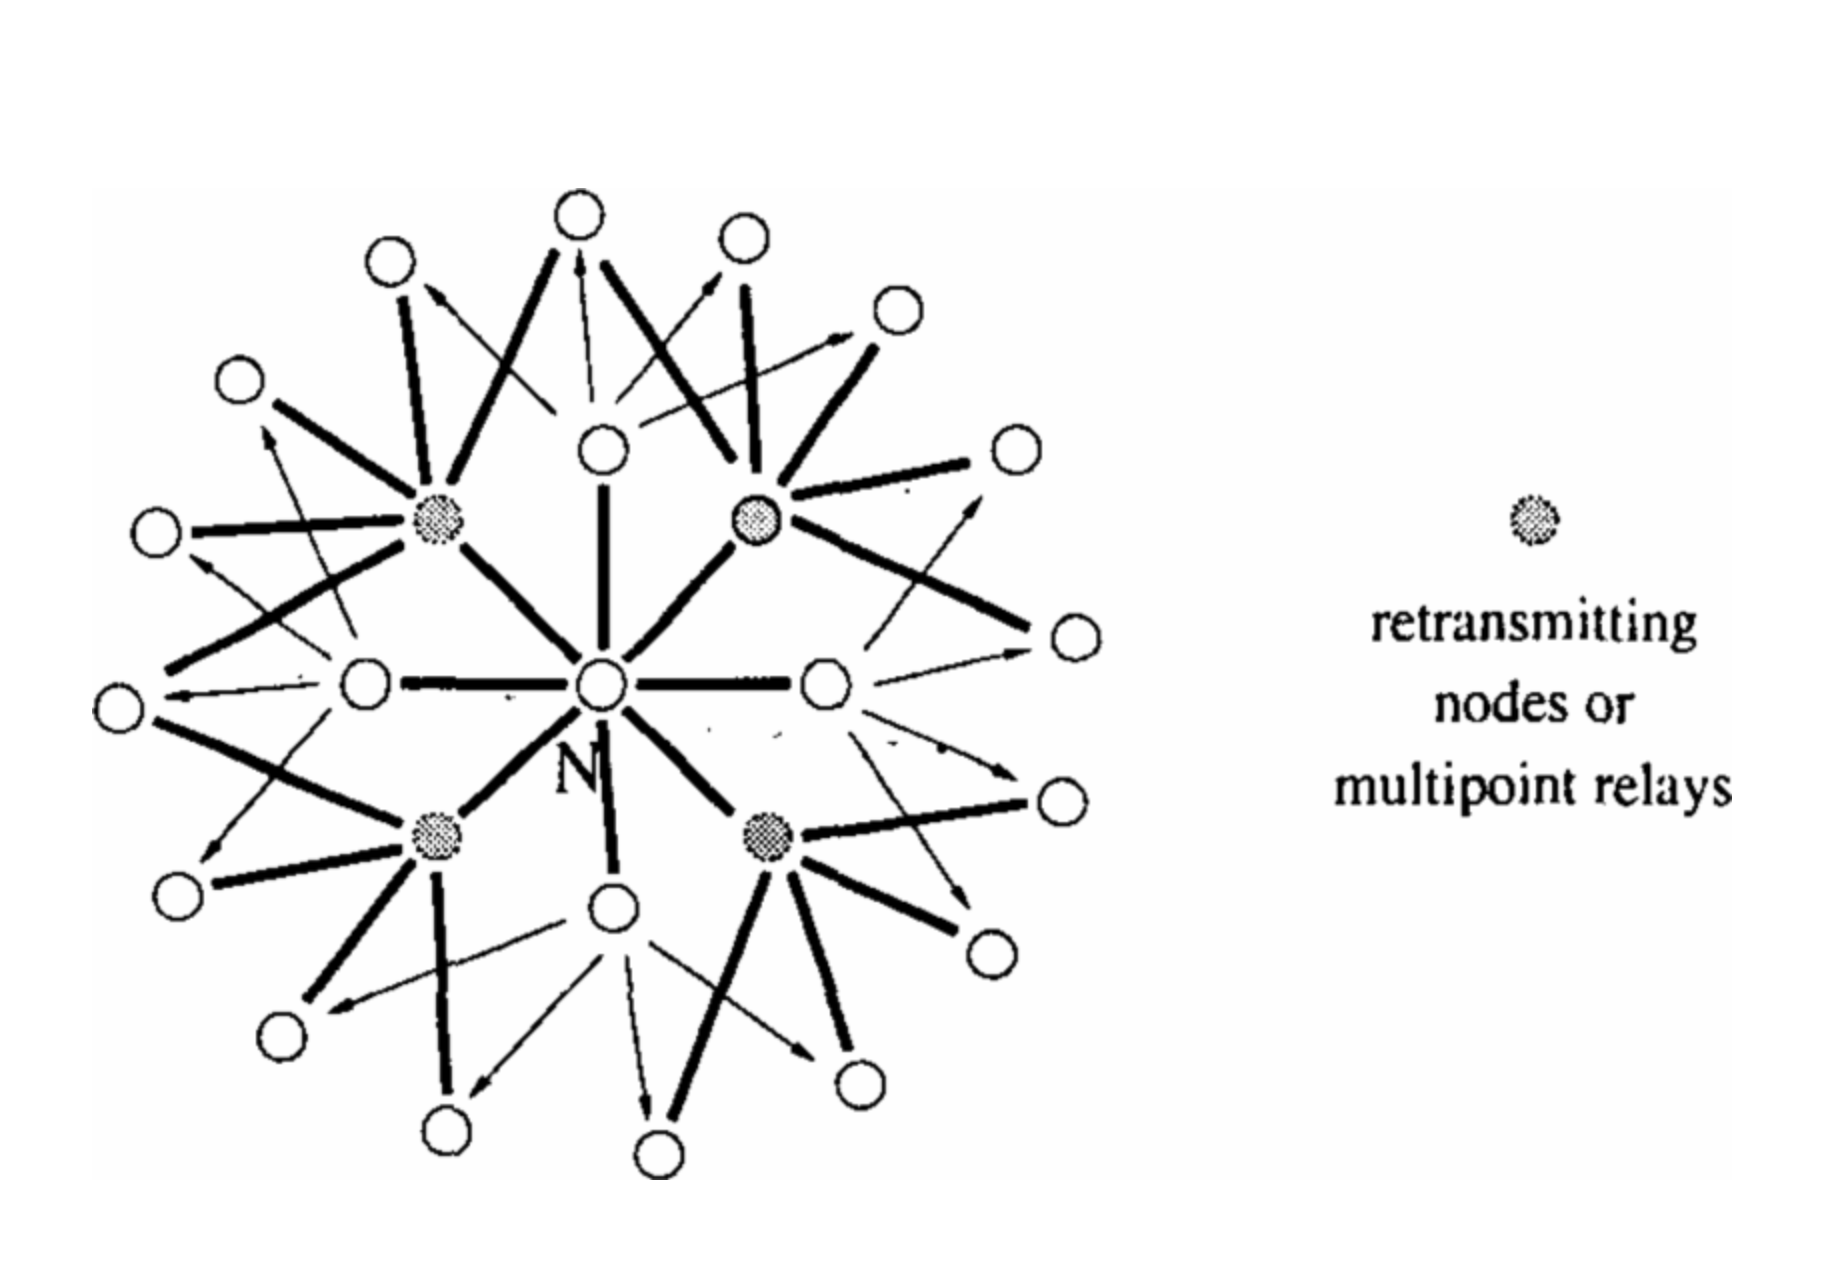 N
retransmitting
nodes or
multipoint relays